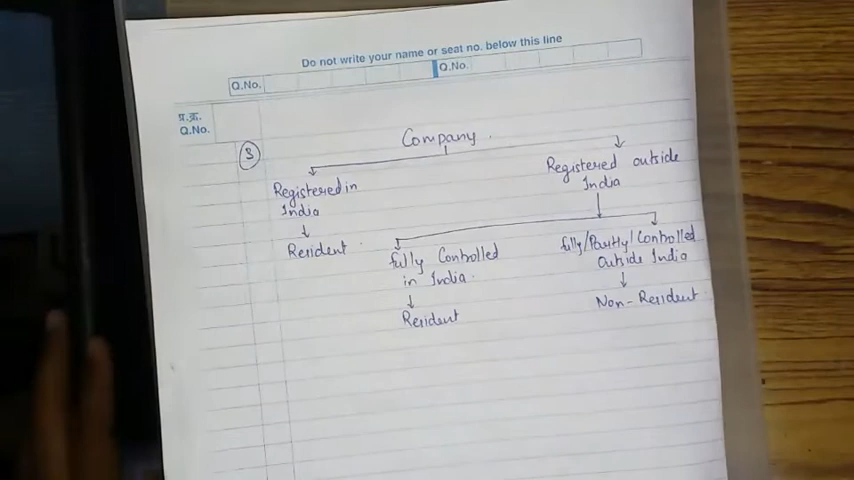 Do not write your name or seat no. below this line
Q.No.
Q.No.
प्र.क्र.
Q.No.
3
Company.
Registered in
India
Resident
Registered outside
India
fully Controlled
in India.
Resident
fully/Partly/Controlled
outside India
Non-Resident